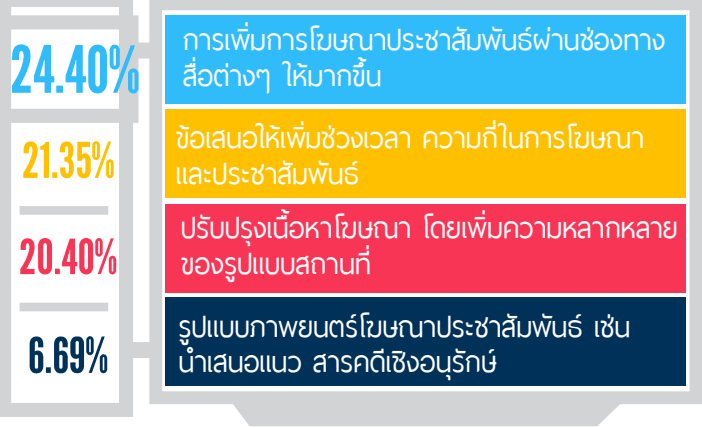 24.40%
การเพิ่มการโฆษณาประชาสัมพันธ์ผ่านช่องทาง
สื่อต่างๆ ให้มากขึ้น
21.35%
ข้อเสนอให้เพิ่มช่วงเวลา ความถี่ในการโฆษณา
และประชาสัมพันธ์
20.40%
ปรับปรุงเนื้อหาโฆษณา โดยเพิ่มความหลากหลาย
ของรูปแบบสถานที่
6.69%
รูปแบบภาพยนตร์โฆษณาประชาสัมพันธ์ เช่น
นำเสนอแนว สารคดีเชิงอนุรักษ์